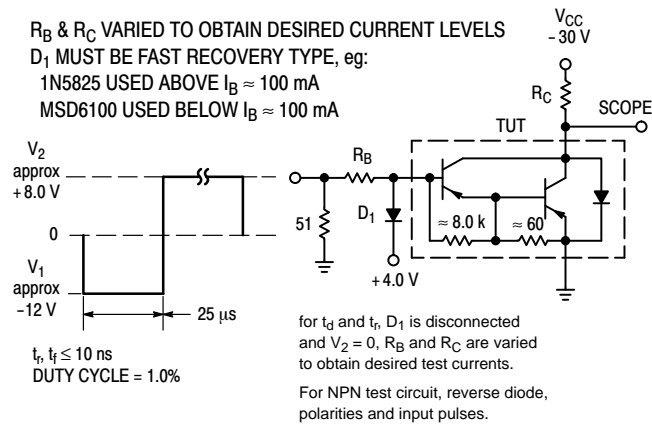 R_B & R_C VARIED TO OBTAIN DESIRED CURRENT LEVELS
D_1 MUST BE FAST RECOVERY TYPE, eg:
1N5825 USED ABOVE I_B ≈ 100 mA
MSD6100 USED BELOW I_B ≈ 100 mA
V_CC
-30 V
R_C
SCOPE
TUT
V_2
approx
+8.0 V
0
V_1
approx
-12 V
25 μs
t_r, t_f ≤ 10 ns
DUTY CYCLE = 1.0%
R_B
51
D_1
+4.0 V
≈ 8.0 k
≈ 60
for t_d and t_r, D_1 is disconnected
and V_2 = 0, R_B and R_C are varied
to obtain desired test currents.
For NPN test circuit, reverse diode,
polarities and input pulses.